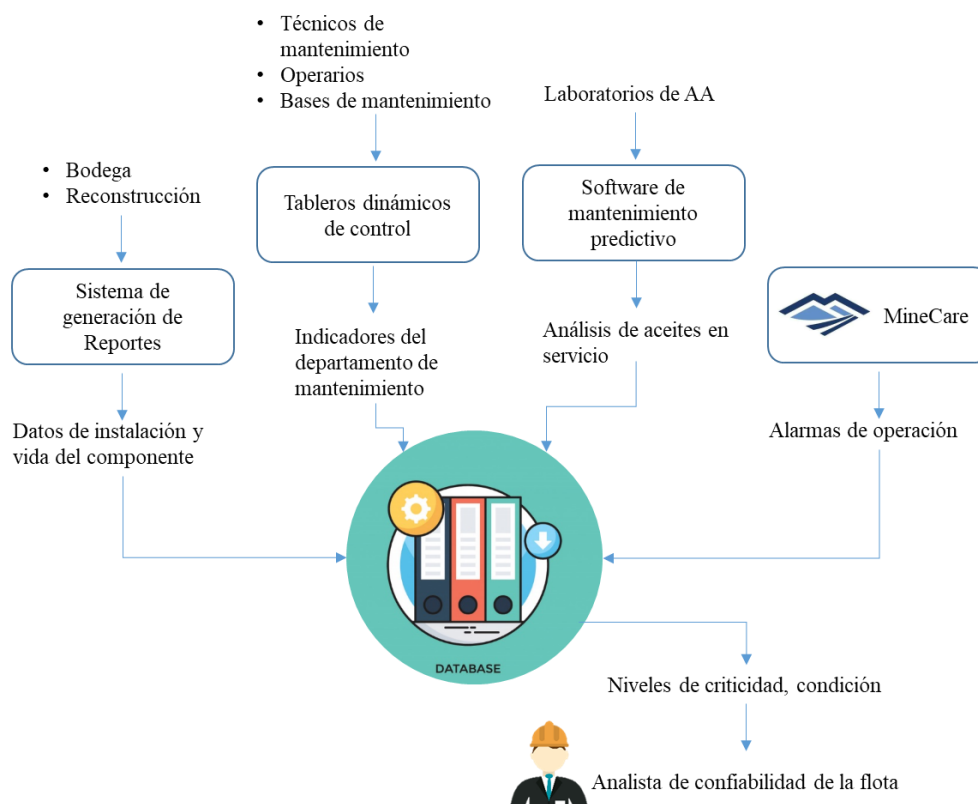 • Técnicos de
mantenimiento
• Operarios
• Bases de mantenimiento
Laboratorios de AA
• Bodega
• Reconstrucción
Tableros dinámicos
de control
Software de
mantenimiento
predictivo
Sistema de
generación de
Reportes
MineCare
Indicadores del
departamento de
mantenimiento
Análisis de aceites en
servicio
Datos de instalación y
vida del componente
Alarmas de operación
DATABASE
Niveles de criticidad, condición
Analista de confiabilidad de la flota